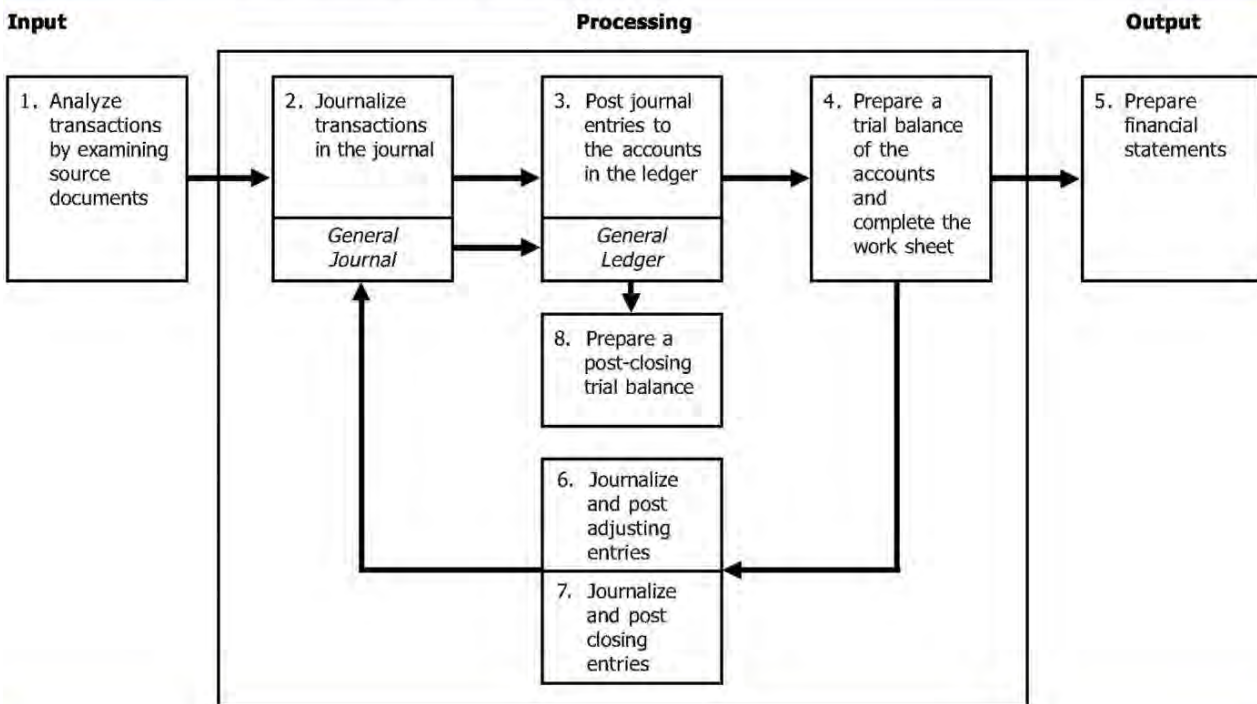 Input
Processing
Output
1. Analyze
transactions
by examining
source
documents
2. Journalize
transactions
in the journal
General
Journal
3. Post journal
entries to
the accounts
in the ledger
General
Ledger
4. Prepare a
trial balance
of the
accounts
and
complete the
work sheet
5. Prepare
financial
statements
8. Prepare a
post-closing
trial balance
6. Journalize
and post
adjusting
entries
7. Journalize
and post
closing
entries